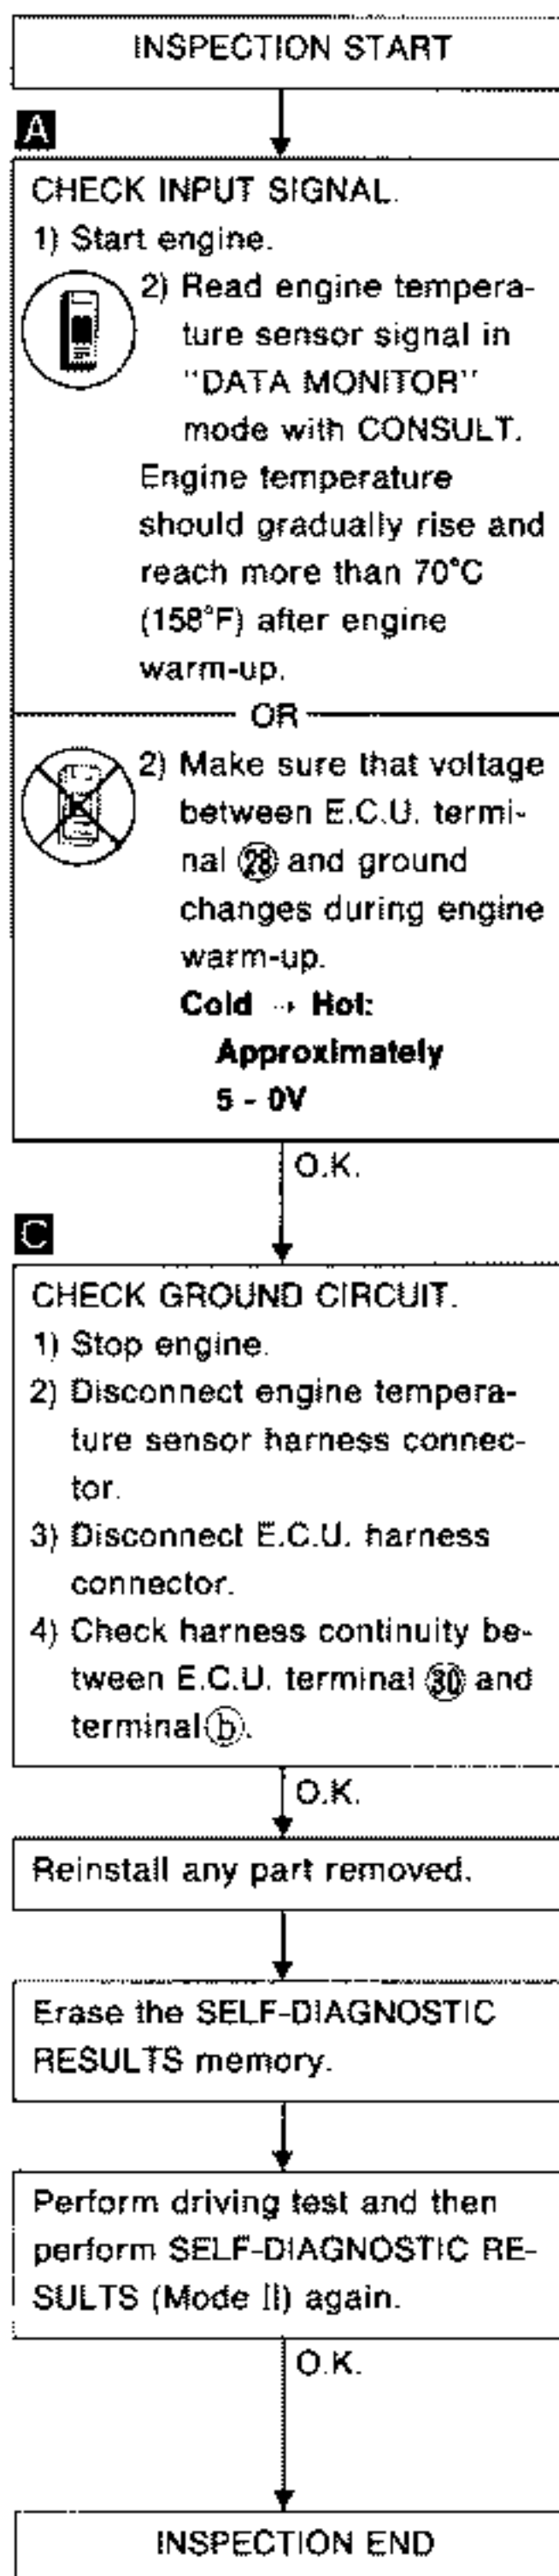 INSPECTION START
A
CHECK INPUT SIGNAL.
1) Start engine.
2) Read engine tempera-
ture sensor signal in
"DATA MONITOR"
mode with CONSULT.
Engine temperature
should gradually rise and
reach more than 70°C
(158°F) after engine
warm-up.
OR
2) Make sure that voltage
between E.C.U. termi-
nal 28 and ground
changes during engine
warm-up.
Cold → Hot:
Approximately
5 - 0V
O.K.
C
CHECK GROUND CIRCUIT.
1) Stop engine.
2) Disconnect engine tempera-
ture sensor harness connec-
tor.
3) Disconnect E.C.U. harness
connector.
4) Check harness continuity be-
tween E.C.U. terminal 30 and
terminal b.
O.K.
Reinstall any part removed.
Erase the SELF-DIAGNOSTIC
RESULTS memory.
Perform driving test and then
perform SELF-DIAGNOSTIC RE-
SULTS (Mode II) again.
O.K.
INSPECTION END